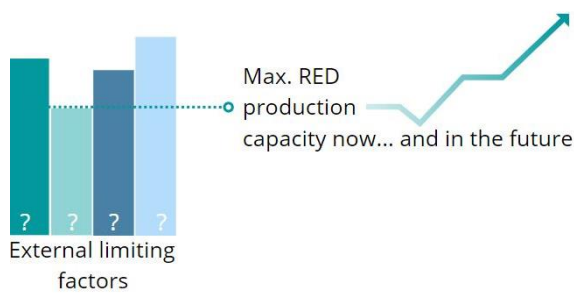 Max. RED
production
capacity now... and in the future
? ? ? ?
External limiting
factors